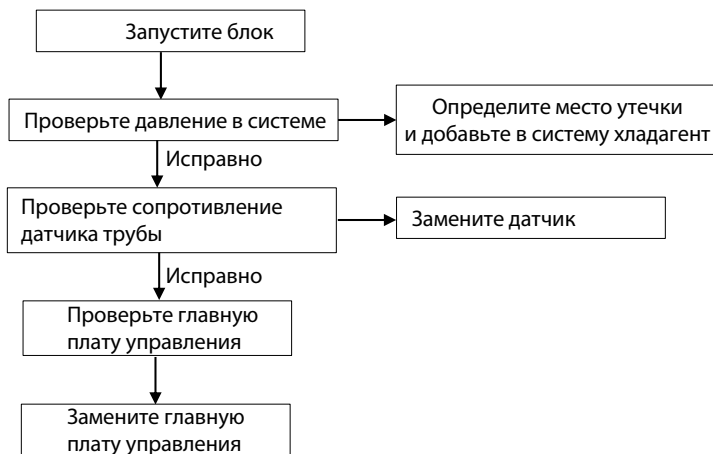 Запустите блок
Проверьте давление в системе
Определите место утечки
и добавьте в систему хладагент
Исправно
Проверьте сопротивление
датчика трубы
Замените датчик
Исправно
Проверьте главную
плату управления
Замените главную
плату управления